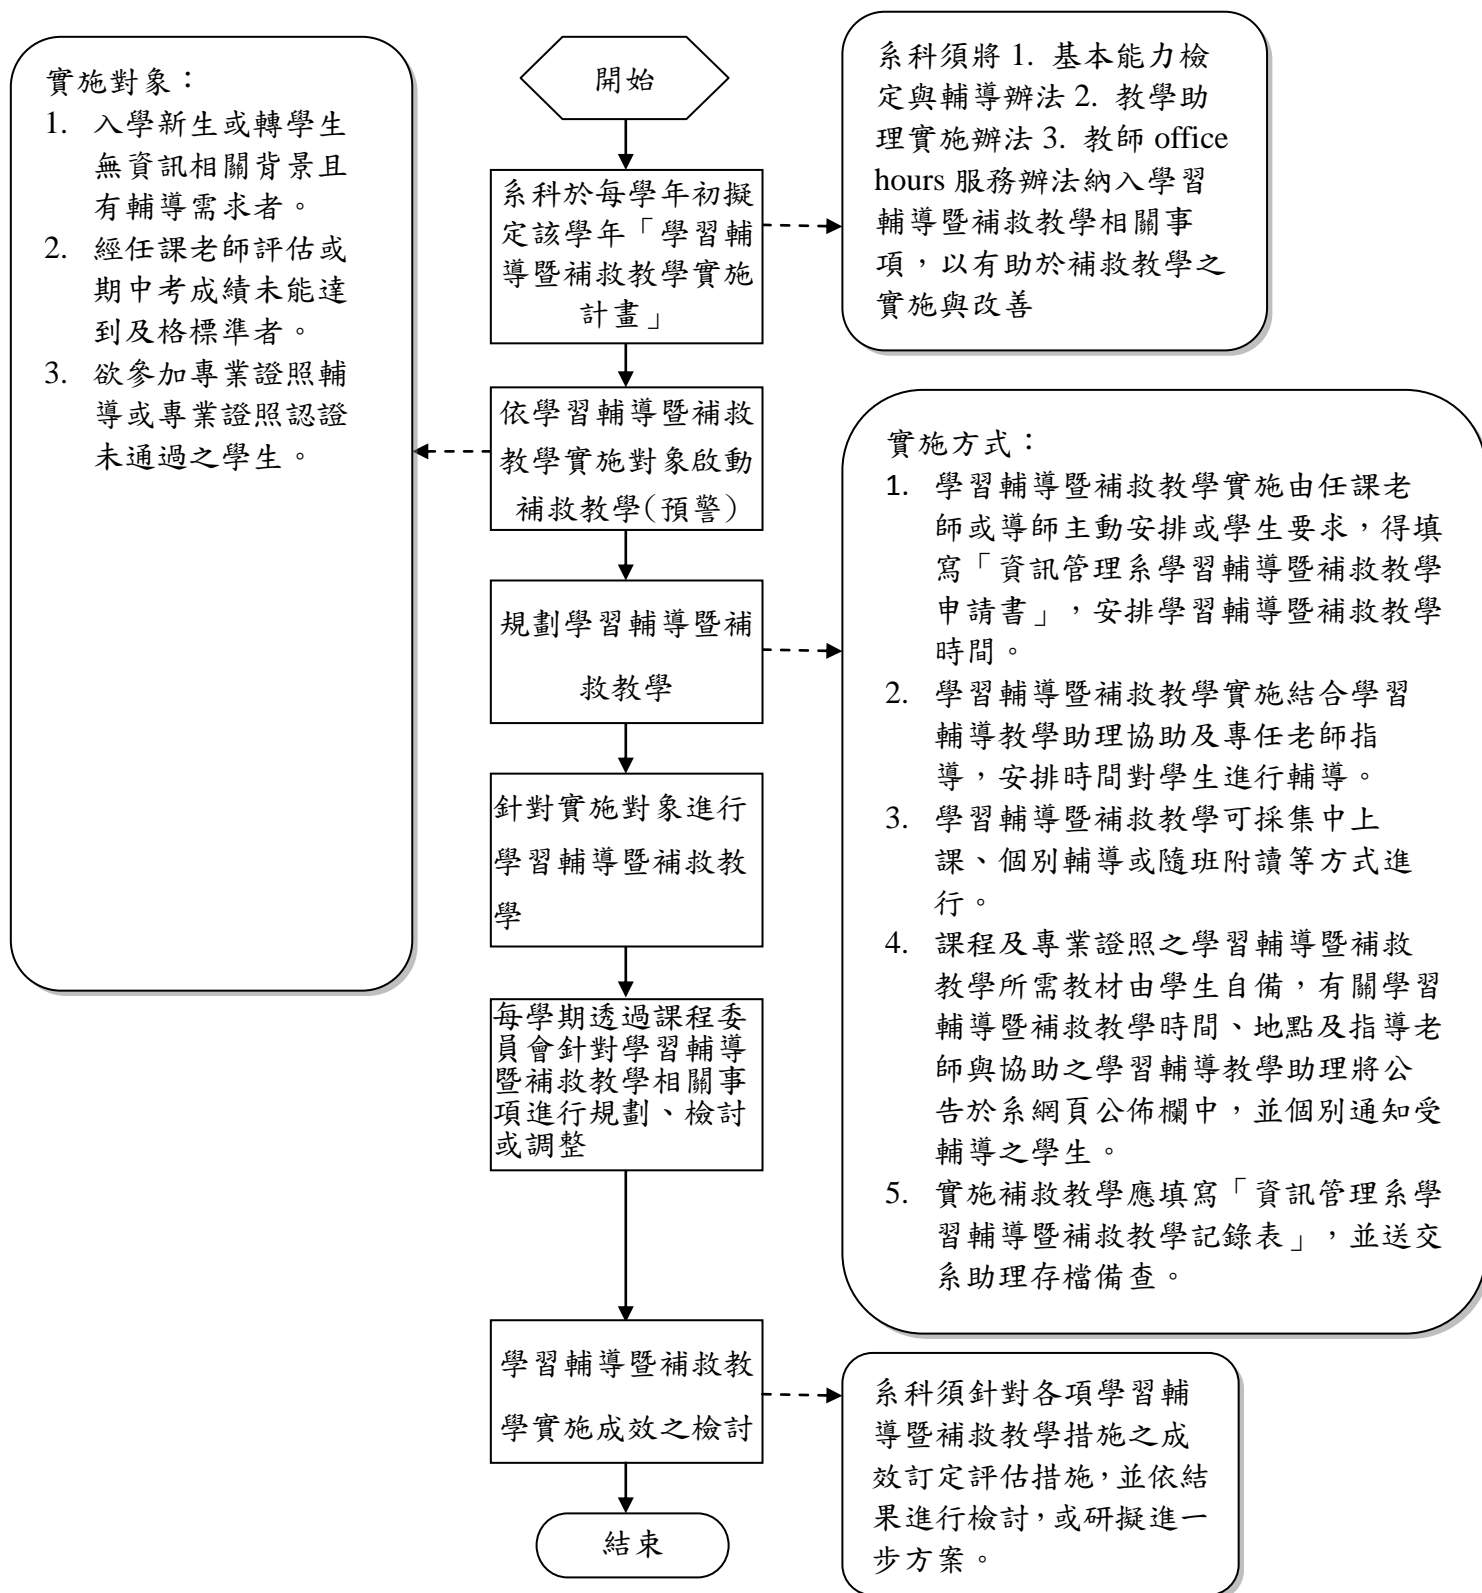 實施對象：
1. 入學新生或轉學生
無資訊相關背景且
有輔導需求者。
2. 經任課老師評估或
期中考成績未能達
到及格標準者。
3. 欲參加專業證照輔
導或專業證照認證
未通過之學生。
開始
系科於每學年初擬
定該學年「學習輔
導暨補救教學實施
計畫」
依學習輔導暨補救
教學實施對象啟動
補救教學(預警)
規劃學習輔導暨補
救教學
針對實施對象進行
學習輔導暨補救教
學
每學期透過課程委
員會針對學習輔導
暨補救教學相關事
項進行規劃、檢討
或調整
學習輔導暨補救教
學實施成效之檢討
結束
系科須將 1. 基本能力檢
定與輔導辦法 2. 教學助
理實施辦法 3. 教師 office
hours 服務辦法納入學習
輔導暨補救教學相關事
項，以有助於補救教學之
實施與改善
實施方式：
1. 學習輔導暨補救教學實施由任課老
師或導師主動安排或學生要求，得填
寫「資訊管理系學習輔導暨補救教學
申請書」，安排學習輔導暨補救教學
時間。
2. 學習輔導暨補救教學實施結合學習
輔導教學助理協助及專任老師指
導，安排時間對學生進行輔導。
3. 學習輔導暨補救教學可採集中上
課、個別輔導或隨班附讀等方式進
行。
4. 課程及專業證照之學習輔導暨補救
教學所需教材由學生自備，有關學習
輔導暨補救教學時間、地點及指導老
師與協助之學習輔導教學助理將公
告於系網頁公佈欄中，並個別通知受
輔導之學生。
5. 實施補救教學應填寫「資訊管理系學
習輔導暨補救教學記錄表」，並送交
系助理存檔備查。
系科須針對各項學習輔
導暨補救教學措施之成
效訂定評估措施，並依結
果進行檢討，或研擬進一
步方案。